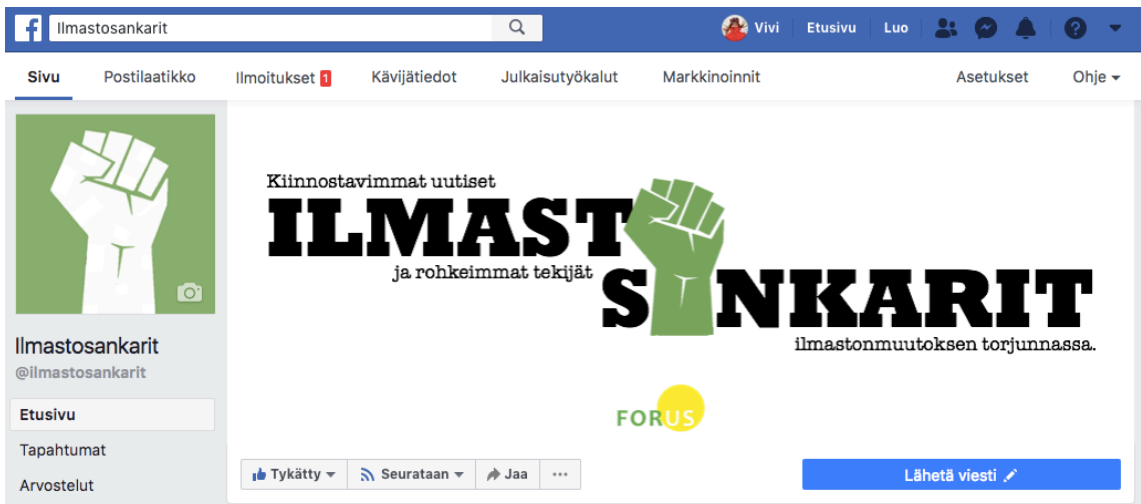 Ilmastosankarit
Vivi Etusivu Luo
Sivu Postilaatikko Ilmoitukset 1 Kävijätiedot Julkaisutyökalut Markkinoinnit Asetukset Ohje
Kiinnostavimmat uutiset
ILMAST
ja rohkeimmat tekijät
S NKARIT
ilmastonmuutoksen torjunnassa.
FORUS
Ilmastosankarit
@ilmastosankarit
Etusivu
Tapahtumat
Arvostelut
Tykätty Seurataan Jaa ...
Lähetä viesti